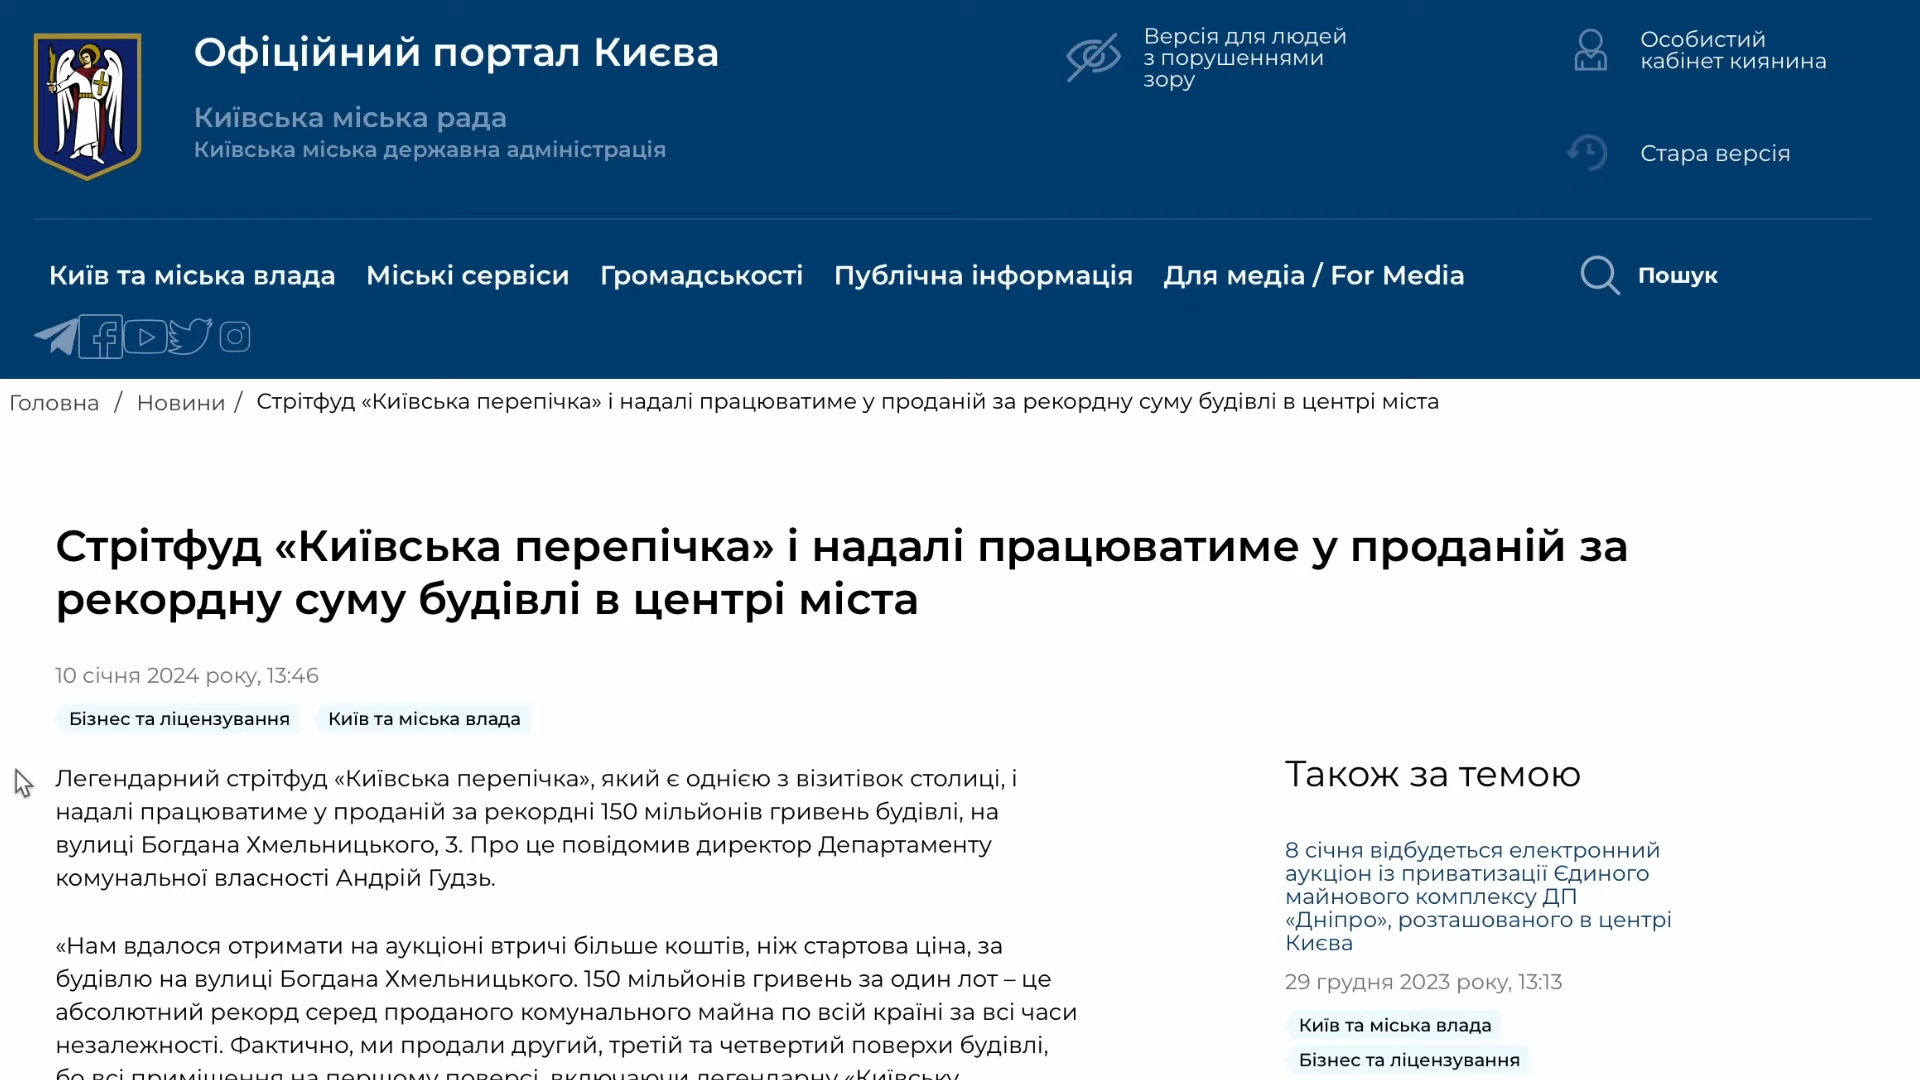 Офіційний портал Києва
Київська міська рада
Київська міська державна адміністрація
Версія для людей
з порушеннями
зору
Особистий
кабінет киянина
Стара версія
Київ та міська влада Міські сервіси Громадськості Публічна інформація Для медіа / For Media Пошук
Головна / Новини / Стрітфуд «Київська перепічка» і надалі працюватиме у проданій за рекордну суму будівлі в центрі міста
Стрітфуд «Київська перепічка» і надалі працюватиме у проданій за
рекордну суму будівлі в центрі міста
10 січня 2024 року, 13:46
Бізнес та ліцензування Київ та міська влада
Легендарний стрітфуд «Київська перепічка», який є однією з візитівок столиці, і
надалі працюватиме у проданій за рекордні 150 мільйонів гривень будівлі, на
вулиці Богдана Хмельницького, 3. Про це повідомив директор Департаменту
комунальної власності Андрій Гудзь.
«Нам вдалося отримати на аукціоні втричі більше коштів, ніж стартова ціна, за
будівлю на вулиці Богдана Хмельницького. 150 мільйонів гривень за один лот – це
абсолютний рекорд серед проданого комунального майна по всій країні за всі часи
незалежності. Фактично, ми продали другий, третій та четвертий поверхи будівлі,
бо всі приміщення на першому поверсі, включаючи легендарну «Київську
Також за темою
8 січня відбудеться електронний
аукціон із приватизації Єдиного
майнового комплексу ДП
«Дніпро», розташованого в центрі
Києва
29 грудня 2023 року, 13:13
Київ та міська влада
Бізнес та ліцензування